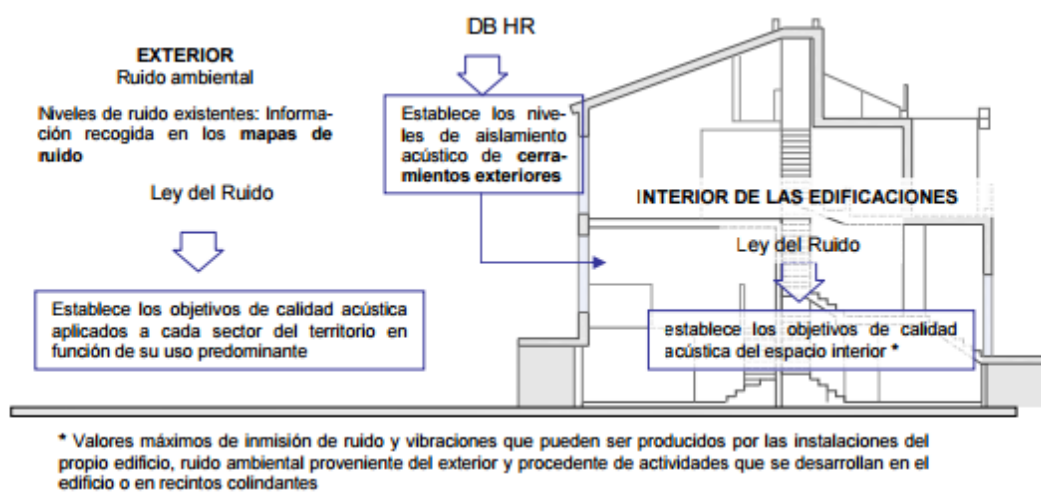 DB HR
EXTERIOR
Ruido ambiental
Niveles de ruido existentes: Informa-
ción recogida en los mapas de
ruido
Ley del Ruido
Establece los objetivos de calidad acústica
aplicados a cada sector del territorio en
función de su uso predominante
Establece los nive-
les de aislamiento
acústico de cerra-
mientos exteriores
INTERIOR DE LAS EDIFICACIONES
Ley del Ruido
establece los objetivos de calidad
acústica del espacio interior *
* Valores máximos de inmisión de ruido y vibraciones que pueden ser producidos por las instalaciones del
propio edificio, ruido ambiental proveniente del exterior y procedente de actividades que se desarrollan en el
edificio o en recintos colindantes